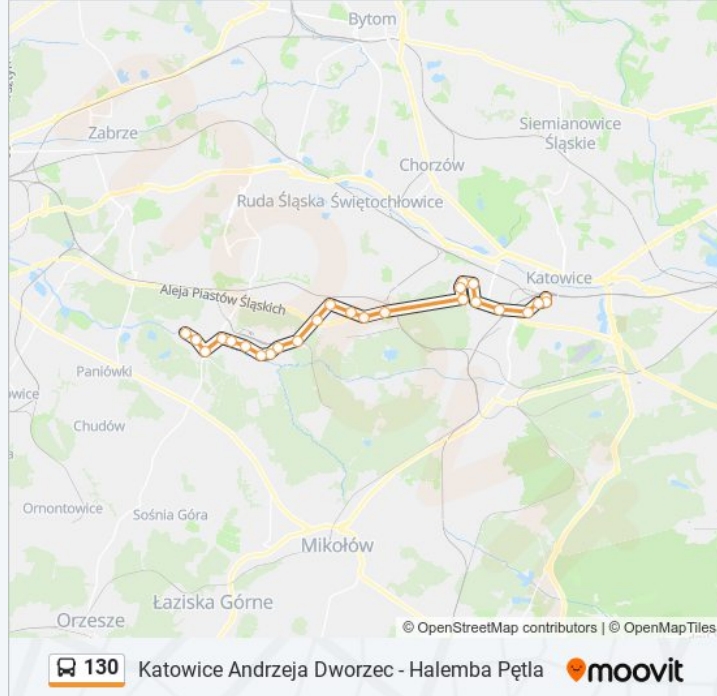 Bytom
Siemianowice
Śląskie
Zabrze
Chorzów
Ruda Śląska Świętochłowice
Katowice
Aleja Piastów Śląskich
Paniówki
owice
Chudów
Ornontowice
Sośnia Góra
Mikołów
Łaziska Górne
Orzesze
© OpenStreetMap contributors | © OpenMapTiles
130 Katowice Andrzeja Dworzec - Halemba Pętla moovit